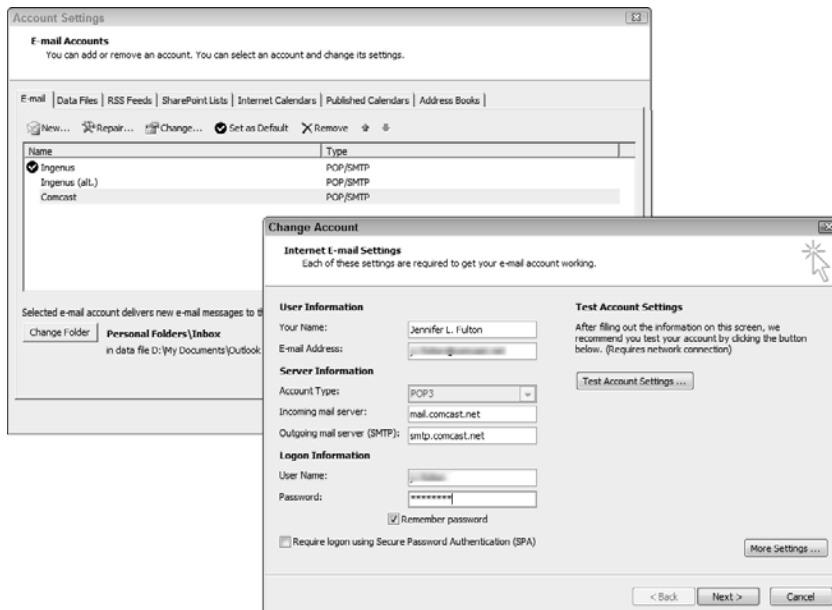 Account Settings
E-mail Accounts
You can add or remove an account. You can select an account and change its settings.
E-mail Data Files RSS Feeds SharePoint Lists Internet Calendars Published Calendars Address Books
New... Repair... Change... Set as Default Remove
Name Type
Ingenus POP/SMTP
Ingenus (alt.) POP/SMTP
Comcast POP/SMTP
Selected e-mail account delivers new e-mail messages to
Change Folder Personal Folders\Inbox
in data file D:\My Documents\Outlook
Change Account
Internet E-mail Settings
Each of these settings are required to get your e-mail account working.
User Information
Your Name: Jennifer L. Fulton
E-mail Address:
Server Information
Account Type: POP3
Incoming mail server: mail.comcast.net
Outgoing mail server (SMTP): smtp.comcast.net
Logon Information
User Name:
Password: ********
Remember password
Require logon using Secure Password Authentication (SPA)
Test Account Settings
After filling out the information on this screen, we
recommend you test your account by clicking the button
below. (Requires network connection)
Test Account Settings ...
More Settings ...
< Back Next > Cancel